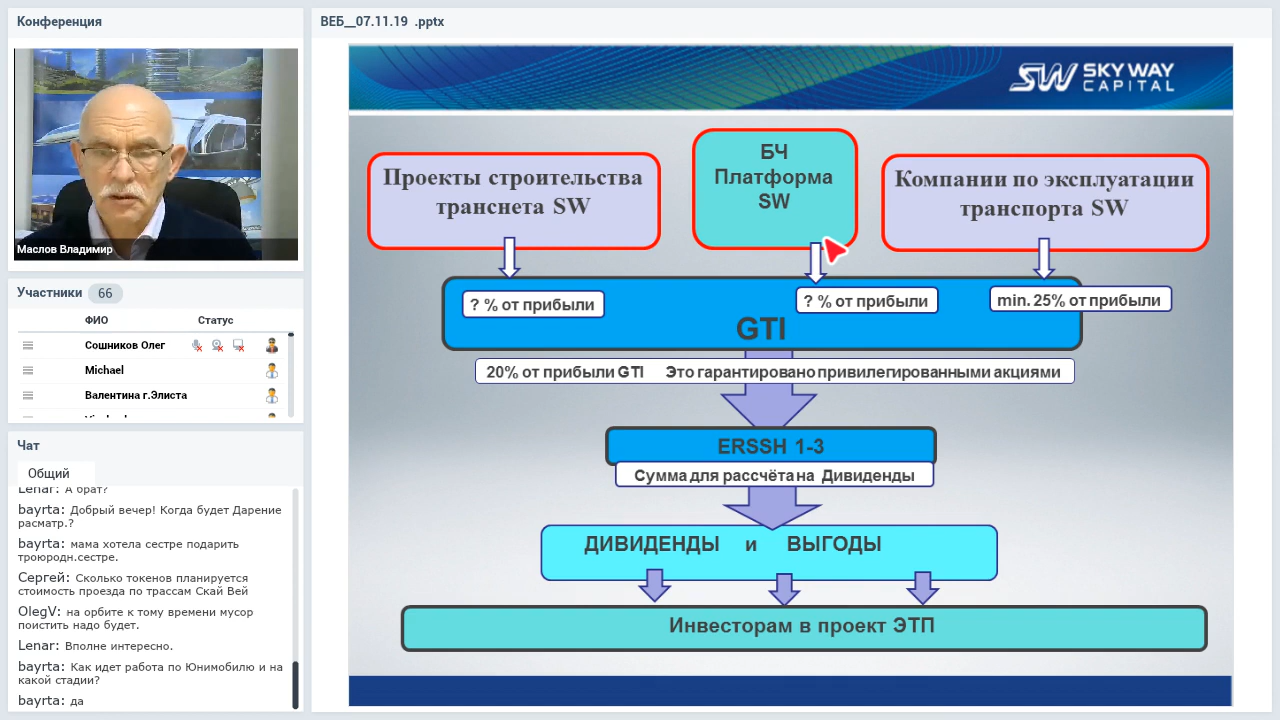 Конференция
Маслов Владимир
Участники 66
ФИО Статус
Сошников Олег
Michael
Валентина г.Элиста
Чат
Общий
Lenar: А брат?
bayrta: Добрый вечер! Когда будет Дарение
расматр.?
bayrta: мама хотела сестре подарить
троюродн.сестре.
Сергей: Сколько токенов планируется
стоимость проезда по трассам Скай Вей
OlegV: на орбите к тому времени мусор
поистить надо будет.
Lenar: Вполне интересно.
bayrta: Как идет работа по Юнимобилю и на
какой стадии?
bayrta: да
ВЕБ__07.11.19 .pptx
SW SKY WAY
CAPITAL
Проекты строительства
транснета SW
БЧ
Платформа
SW
Компании по эксплуатации
транспорта SW
? % от прибыли
? % от прибыли
min. 25% от прибыли
GTI
20% от прибыли GTI Это гарантировано привилегированными акциями
ERSSH 1-3
Сумма для рассчёта на Дивиденды
ДИВИДЕНДЫ и ВЫГОДЫ
Инвесторам в проект ЭТП